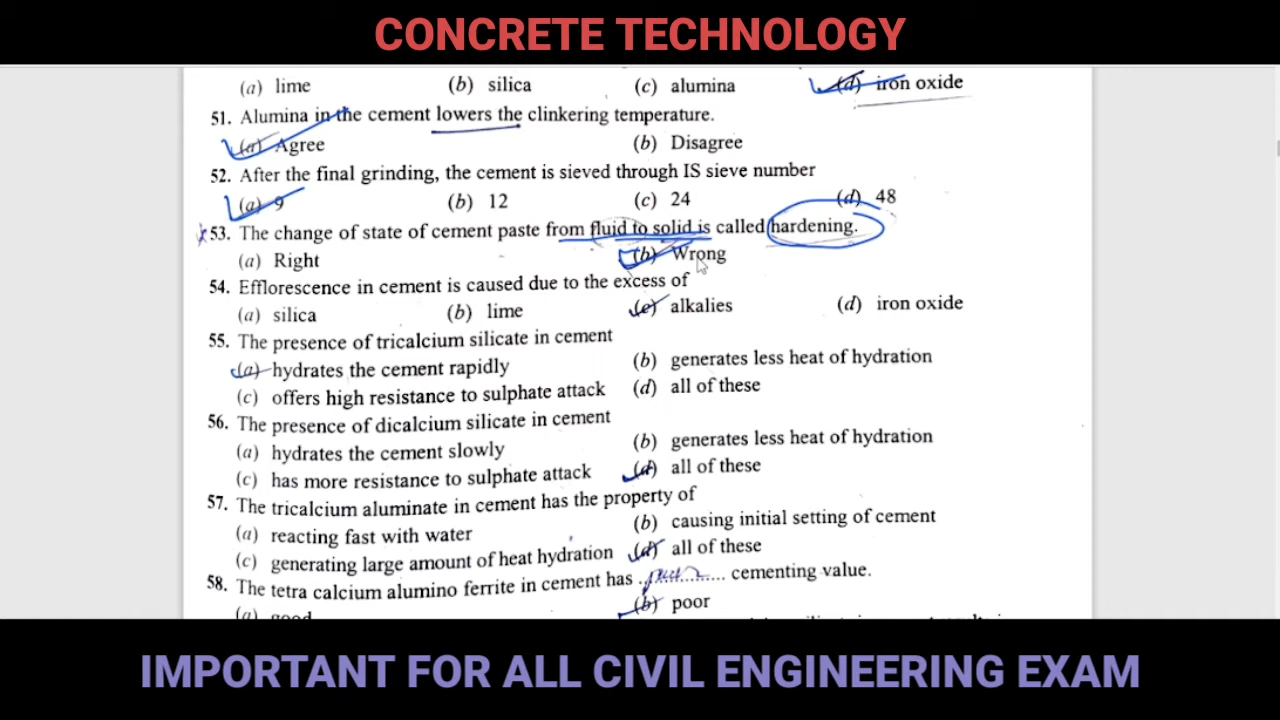 CONCRETE TECHNOLOGY
(a) lime (b) silica (c) alumina (d) iron oxide
51. Alumina in the cement lowers the clinkering temperature.
(a) Agree (b) Disagree
52. After the final grinding, the cement is sieved through IS sieve number
(a) 9 (b) 12 (c) 24 (d) 48
53. The change of state of cement paste from fluid to solid is called hardening.
(a) Right (b) Wrong
54. Efflorescence in cement is caused due to the excess of
(a) silica (b) lime (c) alkalies (d) iron oxide
55. The presence of tricalcium silicate in cement
(a) hydrates the cement rapidly (b) generates less heat of hydration
(c) offers high resistance to sulphate attack (d) all of these
56. The presence of dicalcium silicate in cement
(a) hydrates the cement slowly (b) generates less heat of hydration
(c) has more resistance to sulphate attack (d) all of these
57. The tricalcium aluminate in cement has the property of
(a) reacting fast with water (b) causing initial setting of cement
(c) generating large amount of heat hydration (d) all of these
58. The tetra calcium alumino ferrite in cement has ............... cementing value.
(a) good (b) poor
IMPORTANT FOR ALL CIVIL ENGINEERING EXAM